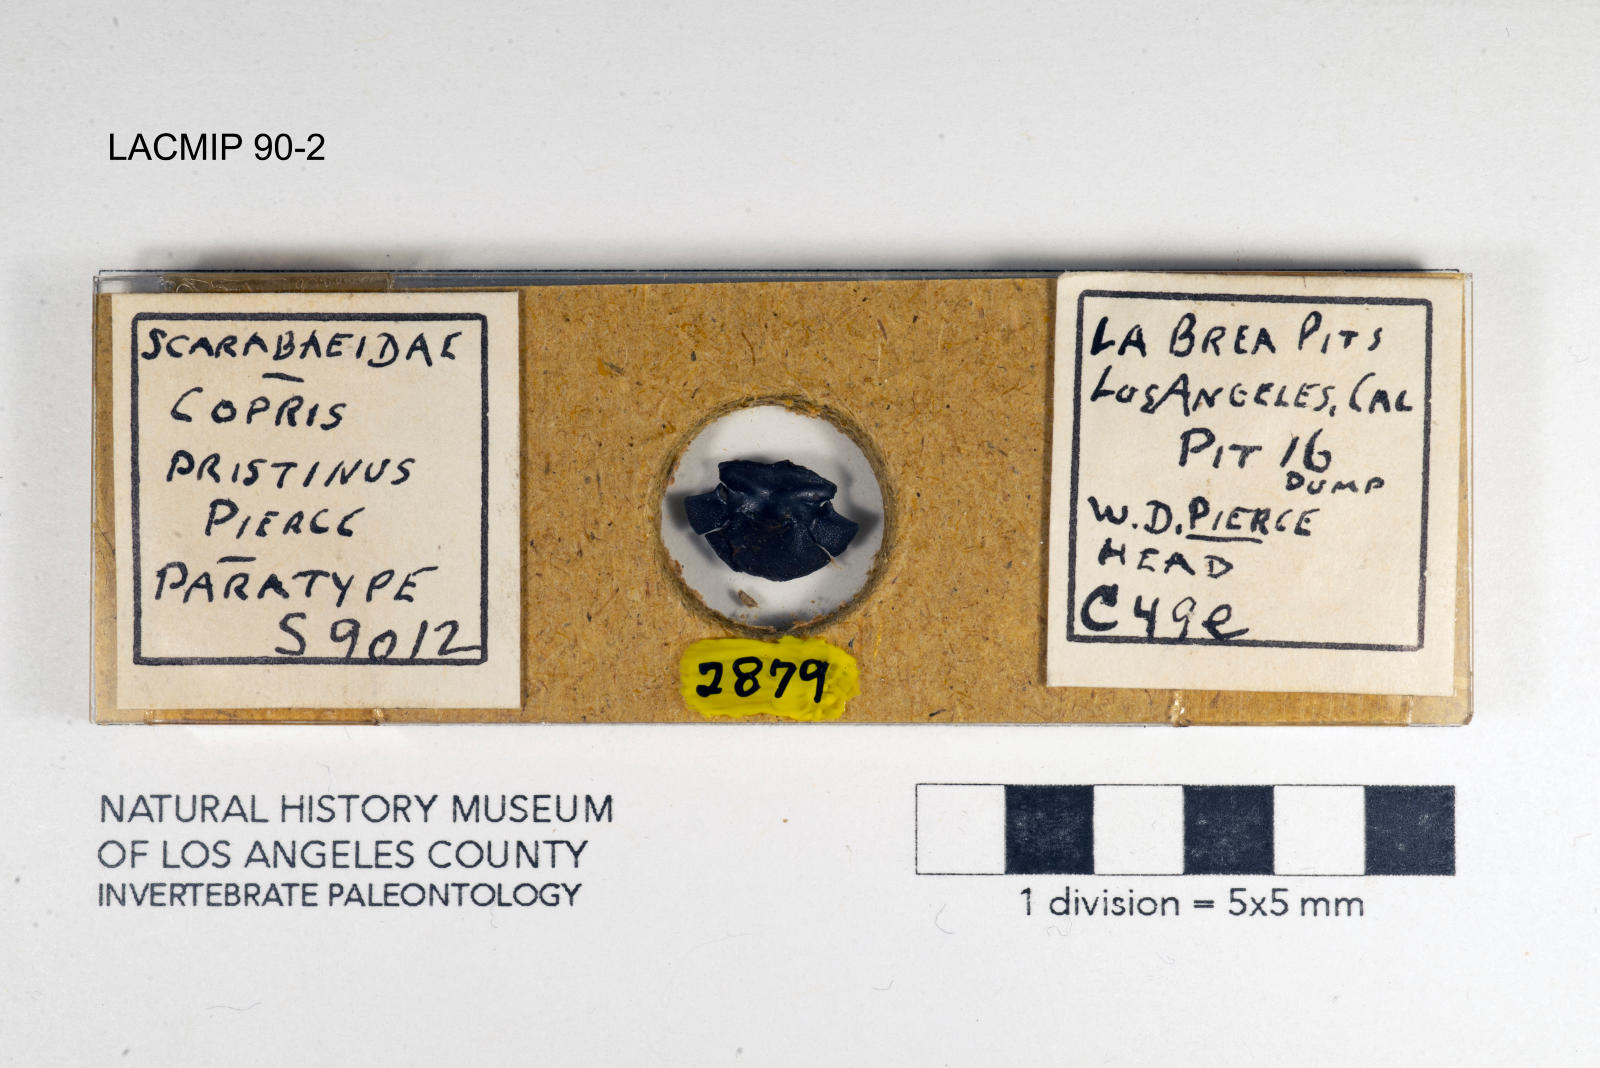 LACMIP 90-2
SCARABAEIDAE
COPRIS
PRISTINUS
PIERCE
PARATYPE
S9012
LA BREA PITS
LOS ANGELES, CAL
PIT 16
DUMP
W.D. PIERCE
HEAD
C49e
2879
NATURAL HISTORY MUSEUM
OF LOS ANGELES COUNTY
INVERTEBRATE PALEONTOLOGY
1 division = 5x5 mm